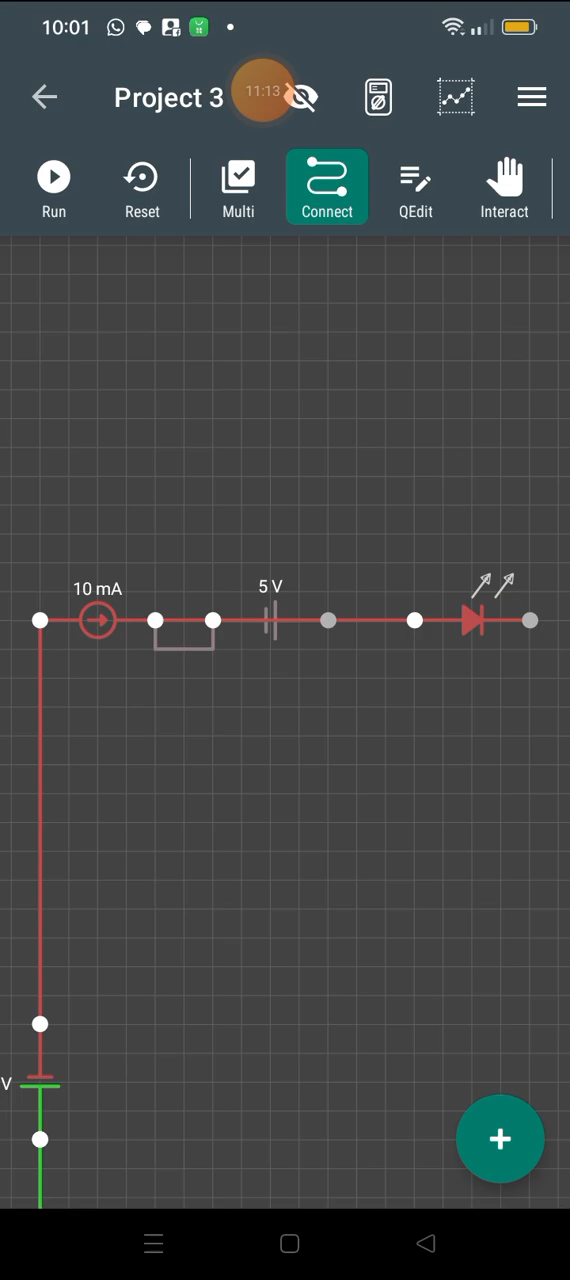 10:01
Project 3
11:13
Run
Reset
Multi
Connect
QEdit
Interact
10 mA
5 V
V